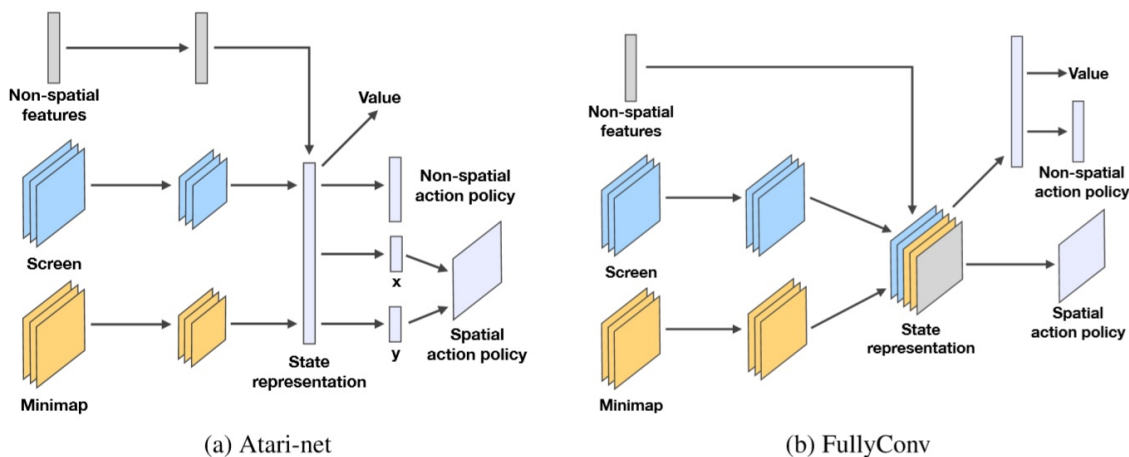 Non-spatial
features
Value
Non-spatial
action policy
Screen
x
y
Spatial
action policy
State
representation
Minimap
(a) Atari-net
Non-spatial
features
Value
Non-spatial
action policy
Screen
Spatial
action policy
State
representation
Minimap
(b) FullyConv